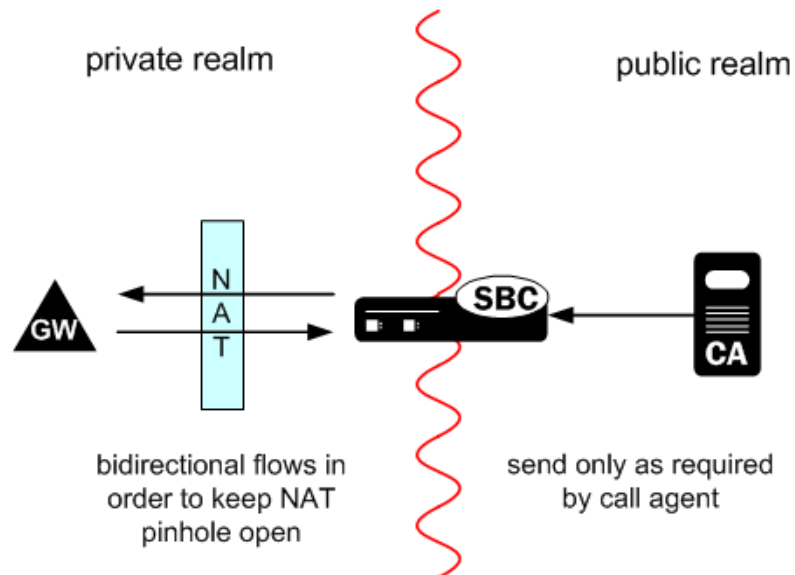 private realm
public realm
N
A
T
GW
SBC
CA
bidirectional flows in
order to keep NAT
pinhole open
send only as required
by call agent